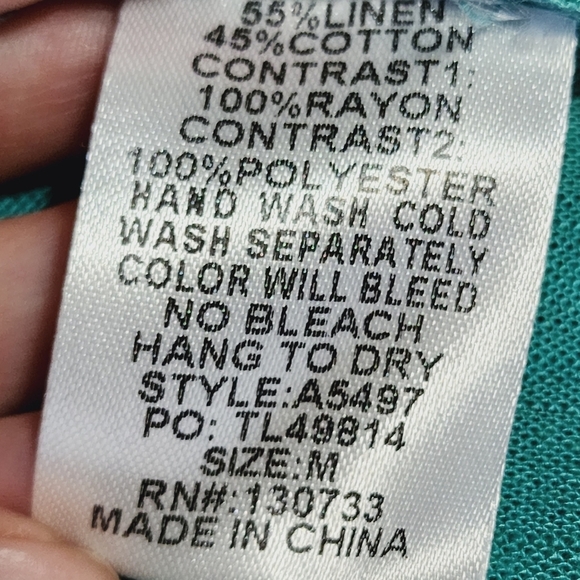 55%LINEN
45%COTTON
CONTRAST1:
100%RAYON
CONTRAST2:
100%POLYESTER
HAND WASH COLD
WASH SEPARATELY
COLOR WILL BLEED
NO BLEACH
HANG TO DRY
STYLE:A5497
PO: TL49814
SIZE:M
RN#:130733
MADE IN CHINA